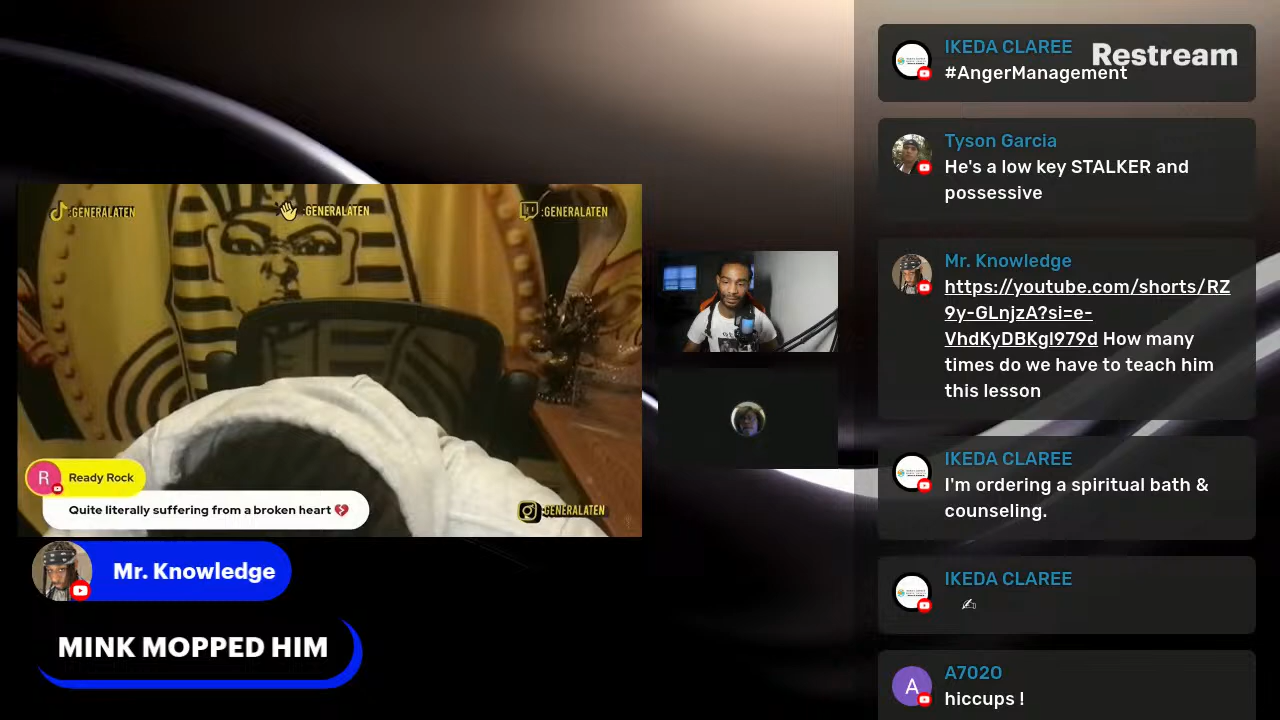 :GENERALATEN
:GENERALATEN
:GENERALATEN
R
Ready Rock
Quite literally suffering from a broken heart 💔
:GENERALATEN
Mr. Knowledge
MINK MOPPED HIM
Restream
IKEDA CLAREE
#AngerManagement
Tyson Garcia
He's a low key STALKER and
possessive
Mr. Knowledge
https://youtube.com/shorts/RZ
9y-GLnjzA?si=e-
VhdKyDBKgl979d How many
times do we have to teach him
this lesson
IKEDA CLAREE
I'm ordering a spiritual bath &
counseling.
IKEDA CLAREE
✍
A
A7020
hiccups !